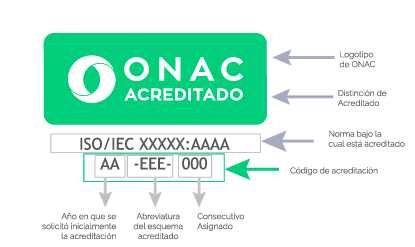 ONAC
ACREDITADO
ISO/IEC XXXXX:AAAA
AA -EEE- 000
Logotipo
de ONAC
Distinción de
Acreditado
Norma bajo la
cual está acreditado
Código de acreditación
Año en que se
solicitó inicialmente
la acreditación
Abreviatura
del esquema
acreditado
Consecutivo
Asignado